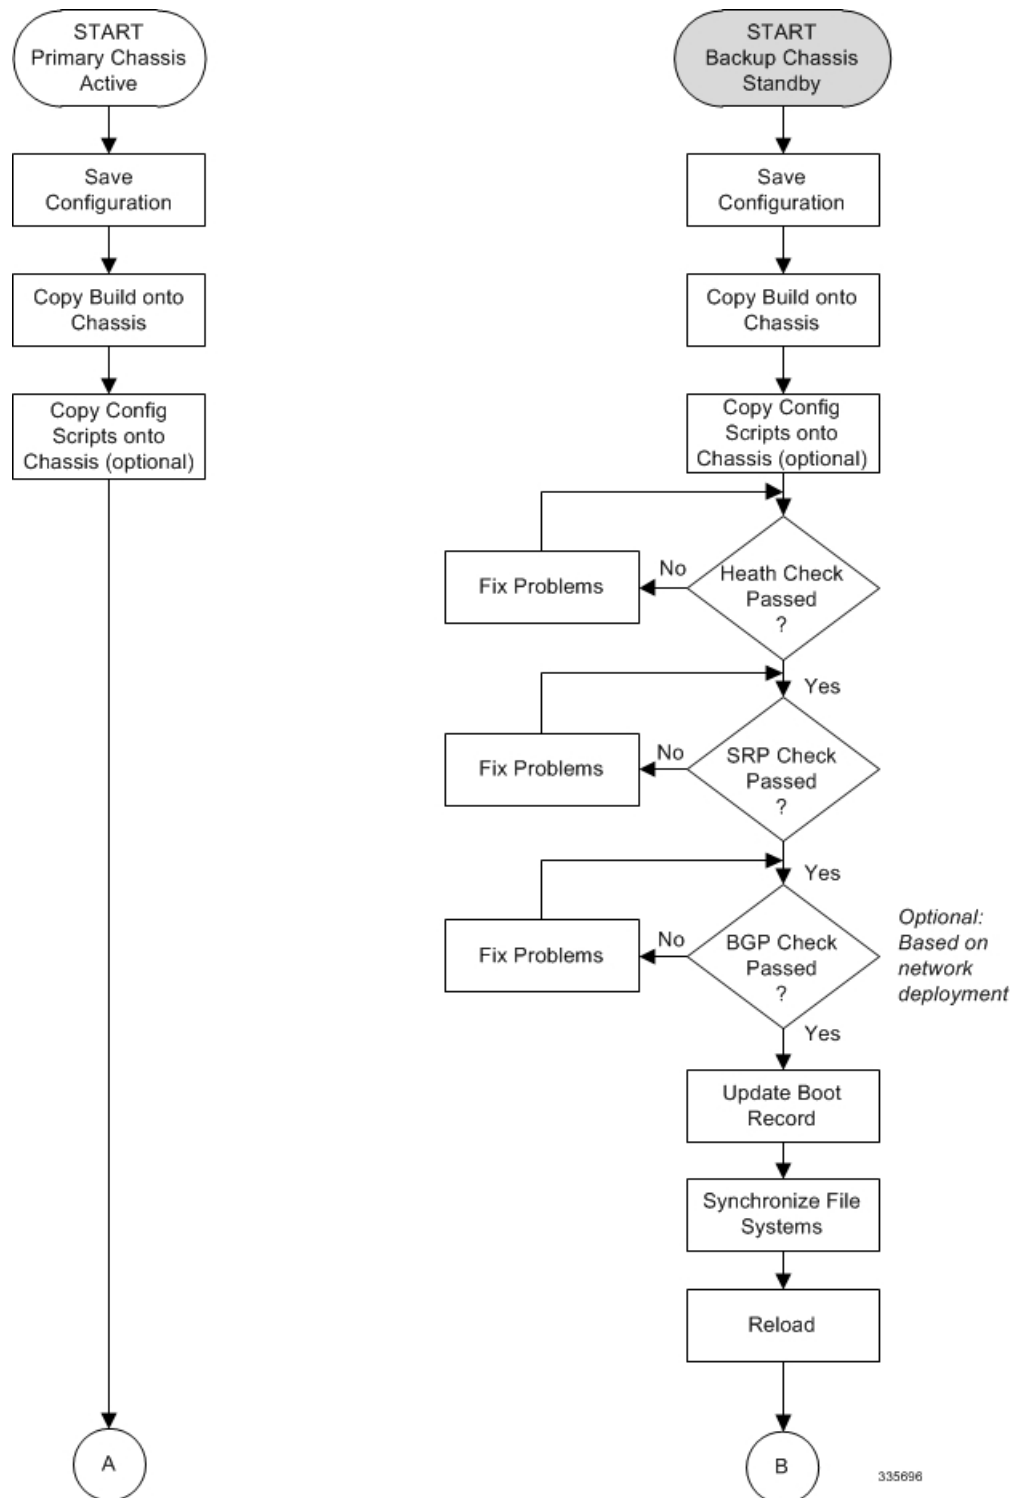 START
Primary Chassis
Active
Save
Configuration
Copy Build onto
Chassis
Copy Config
Scripts onto
Chassis (optional)
A
START
Backup Chassis
Standby
Save
Configuration
Copy Build onto
Chassis
Copy Config
Scripts onto
Chassis (optional)
Heath Check
Passed
?
No
Fix Problems
Yes
SRP Check
Passed
?
No
Fix Problems
Yes
BGP Check
Passed
?
No
Fix Problems
Optional:
Based on
network
deployment
Yes
Update Boot
Record
Synchronize File
Systems
Reload
B
335696